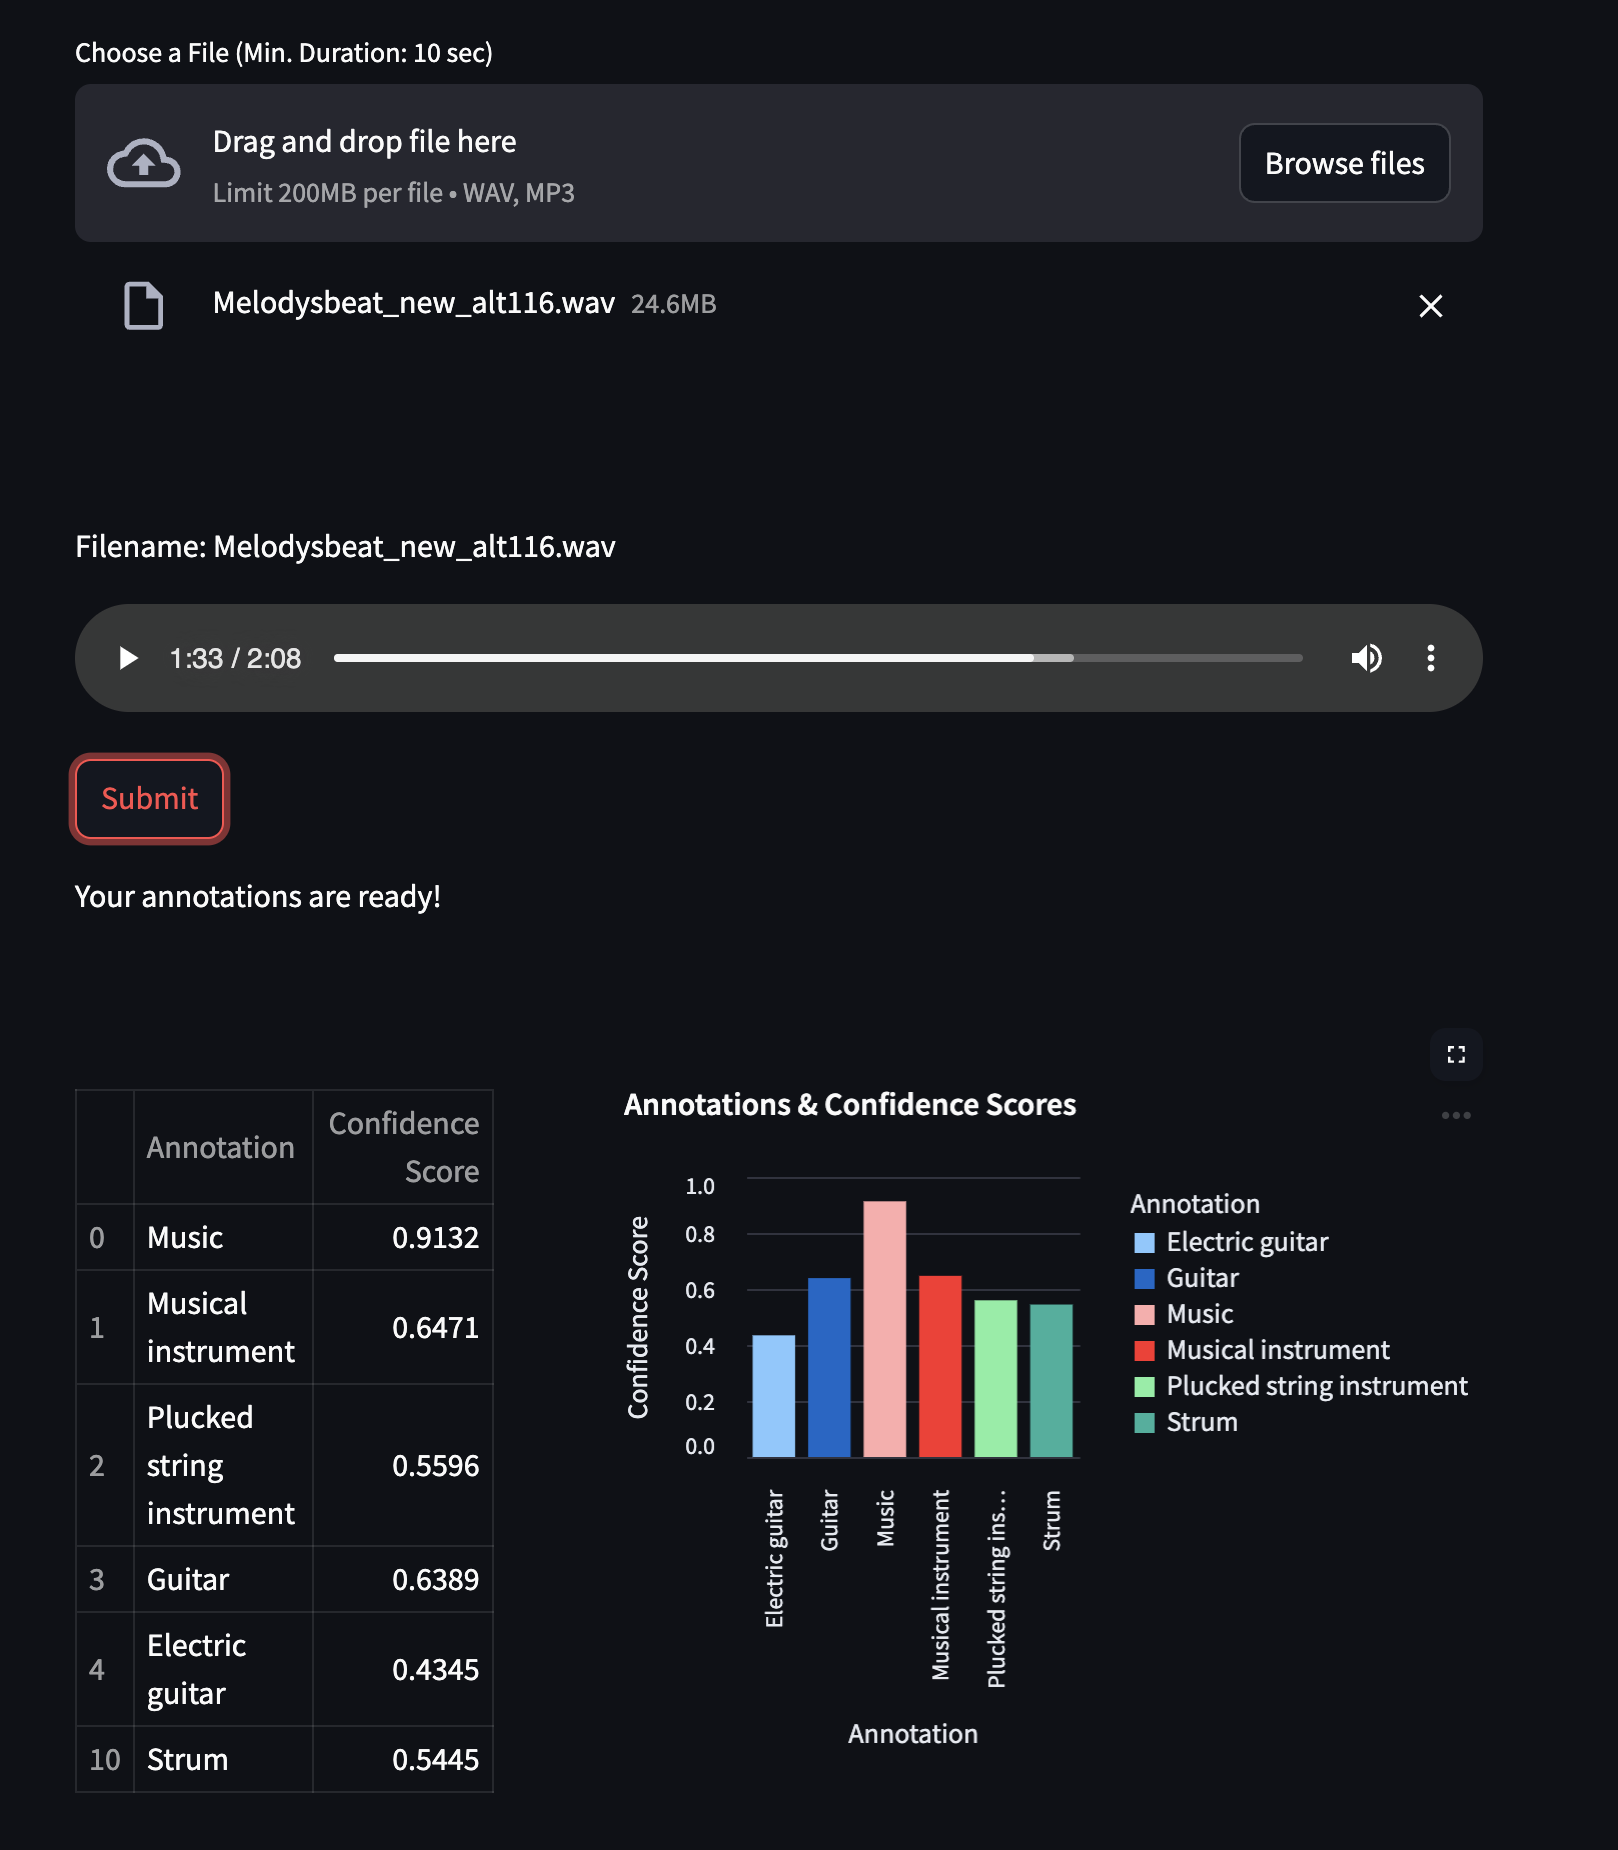 Choose a File (Min. Duration: 10 sec)
Drag and drop file here
Limit 200MB per file • WAV, MP3
Browse files
Melodysbeat_new_alt116.wav 24.6MB
Filename: Melodysbeat_new_alt116.wav
1:33 / 2:08
Submit
Your annotations are ready!
Annotation
Confidence
Score
0 Music 0.9132
1 Musical
instrument 0.6471
2 Plucked
string
instrument 0.5596
3 Guitar 0.6389
4 Electric
guitar 0.4345
10 Strum 0.5445
Annotations & Confidence Scores
Confidence Score
1.0
0.8
0.6
0.4
0.2
0.0
Electric guitar
Guitar
Music
Musical instrument
Plucked string ins...
Strum
Annotation
Annotation
Electric guitar
Guitar
Music
Musical instrument
Plucked string instrument
Strum